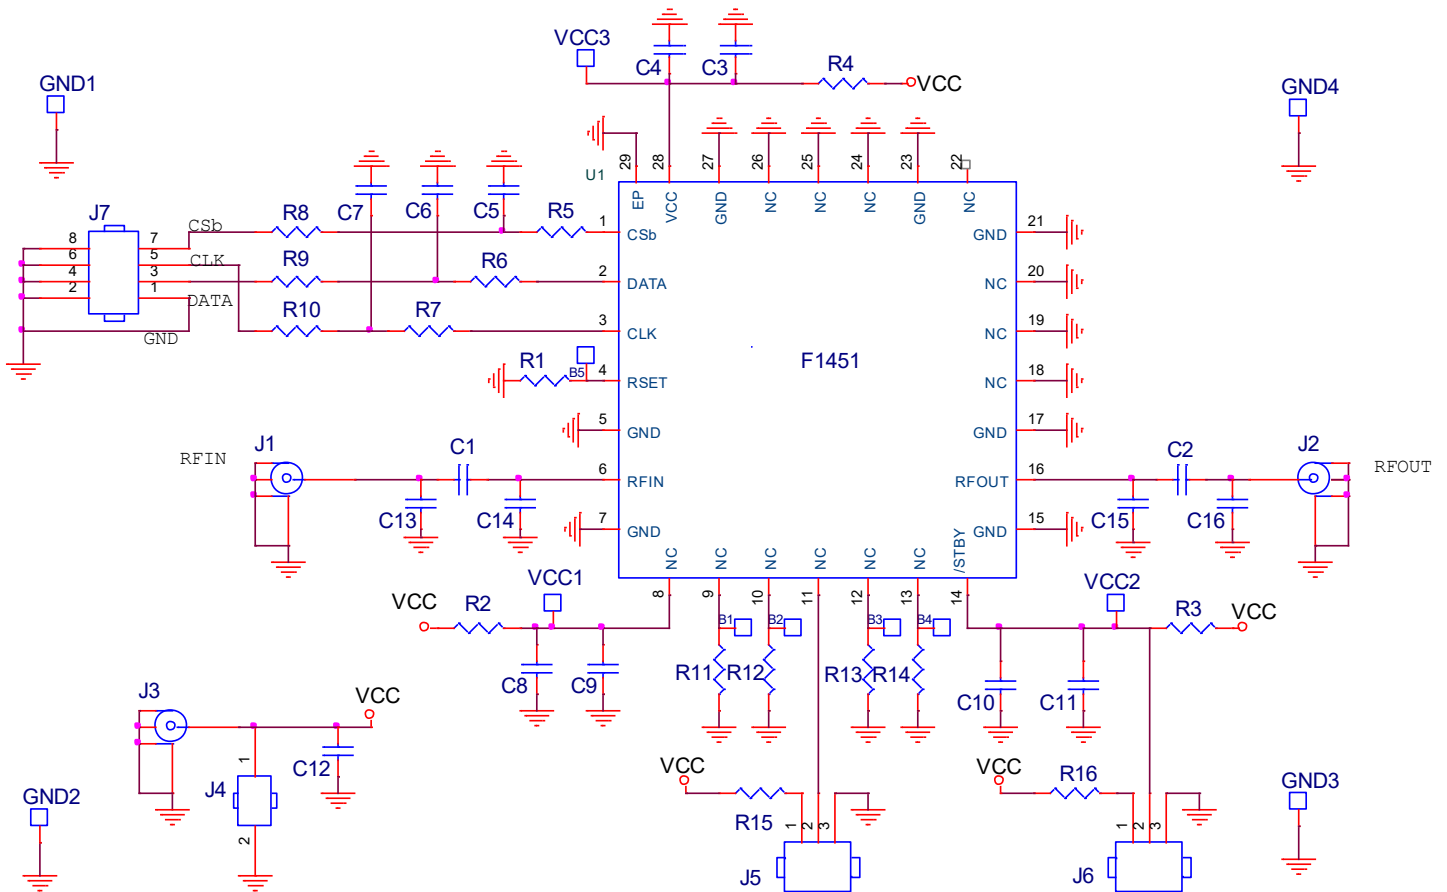 VCC3
C4
C3
R4
VCC
GND1
GND4
29
28
27
26
25
24
23
22
U1
EP
VCC
GND
NC
NC
NC
GND
NC
J7
CSb
R8
C7
C6
C5
R5
1
CSb
GND
21
8
7
6
5
CLK
4
3
R9
R6
2
DATA
NC
20
2
1
DATA
GND
R10
R7
3
CLK
NC
19
F1451
R1
B5
4
RSET
NC
18
5
GND
GND
17
RFIN
J1
C1
6
RFIN
RFOUT
16
C2
J2
RFOUT
C13
C14
7
GND
GND
15
C15
C16
NC
NC
NC
NC
NC
NC
/STBY
8
9
10
11
12
13
14
VCC
R2
VCC1
B1
B2
B3
B4
VCC2
R3
VCC
C8
C9
R11
R12
R13
R14
C10
C11
J3
VCC
C12
1
J4
2
GND2
VCC
R15
1
2
3
J5
VCC
R16
1
2
3
J6
GND3